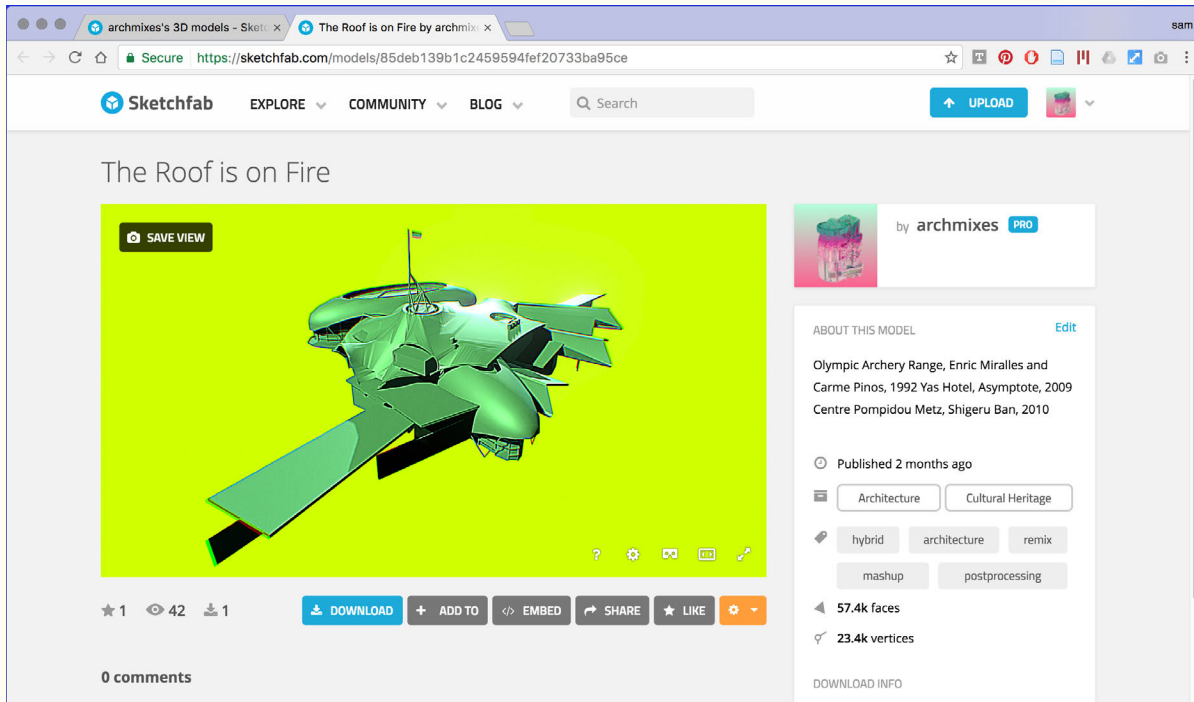 archmixes's 3D models - Sketc
The Roof is on Fire by archmixe
sam
Secure https://sketchfab.com/models/85deb139b1c2459594fef20733ba95ce
Sketchfab EXPLORE COMMUNITY BLOG Search UPLOAD
The Roof is on Fire
SAVE VIEW
by archmixes PRO
ABOUT THIS MODEL Edit
Olympic Archery Range, Enric Miralles and
Carme Pinos, 1992 Yas Hotel, Asymptote, 2009
Centre Pompidou Metz, Shigeru Ban, 2010
Published 2 months ago
Architecture Cultural Heritage
hybrid architecture remix
mashup postprocessing
57.4k faces
23.4k vertices
DOWNLOAD INFO
1 42 1 DOWNLOAD ADD TO EMBED SHARE LIKE
0 comments